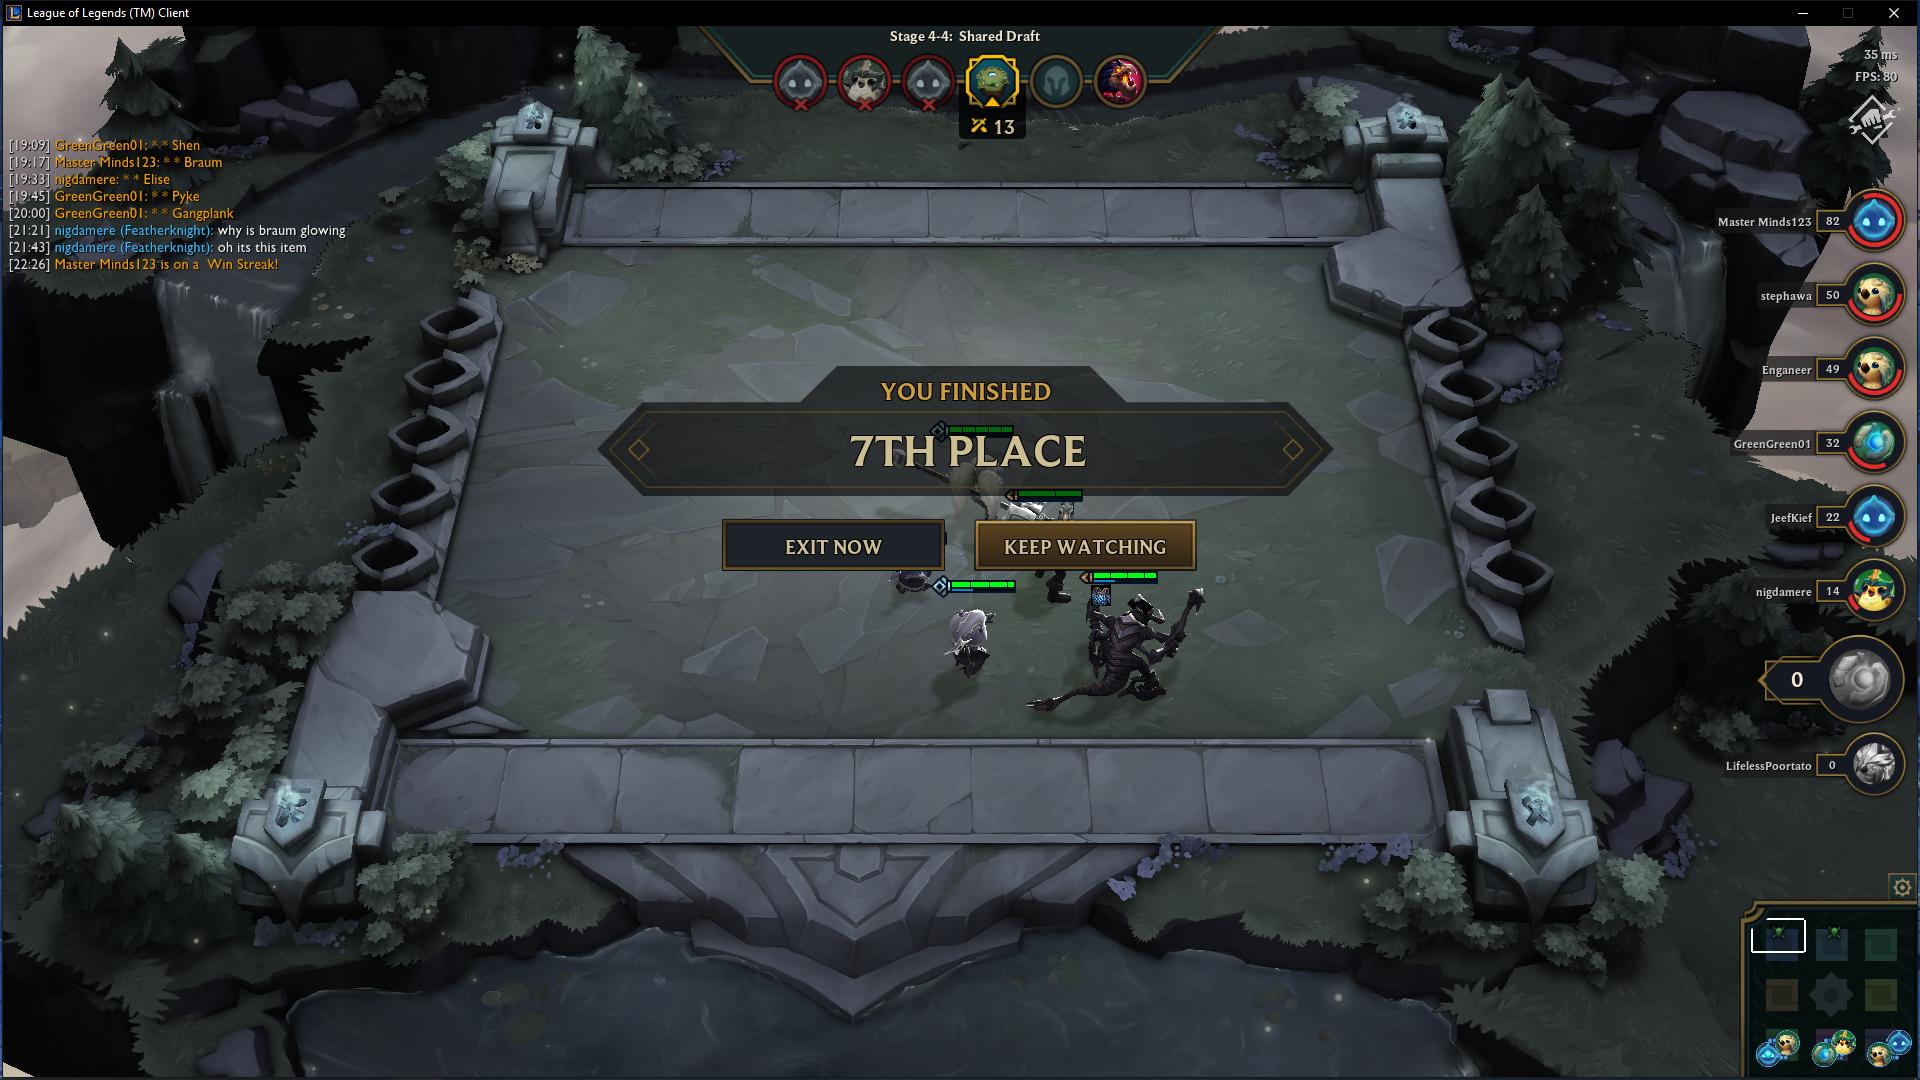 League of Legends (TM) Client
Stage 4-4: Shared Draft
13
35 ms
FPS: 80
[19:09] GreenGreen01: * * Shen
[19:17] Master Minds123: * * Braum
[19:33] nigdamere: * * Elise
[19:45] GreenGreen01: * * Pyke
[20:00] GreenGreen01: * * Gangplank
[21:21] nigdamere (Featherknight): why is braum glowing
[21:43] nigdamere (Featherknight): oh its this item
[22:26] Master Minds123 is on a Win Streak!
Master Minds123 82
stephawa 50
Enganeer 49
GreenGreen01 32
JeefKief 22
nigdamere 14
0
LifelessPoortato 0
YOU FINISHED
7TH PLACE
EXIT NOW
KEEP WATCHING